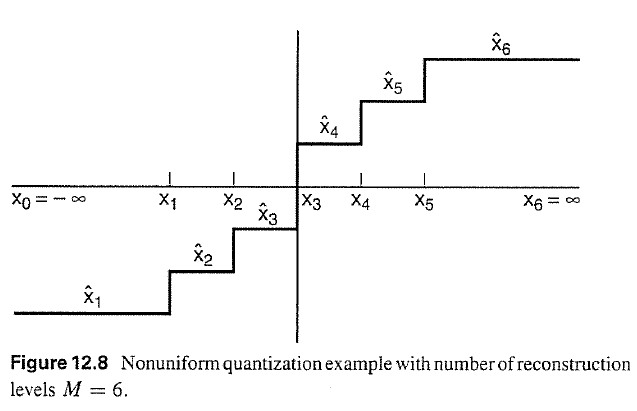 x̂6
x̂5
x̂4
x0 = − ∞ x1 x2 x3 x4 x5 x6 = ∞
x̂3
x̂2
x̂1
Figure 12.8 Nonuniform quantization example with number of reconstruction
levels M = 6.